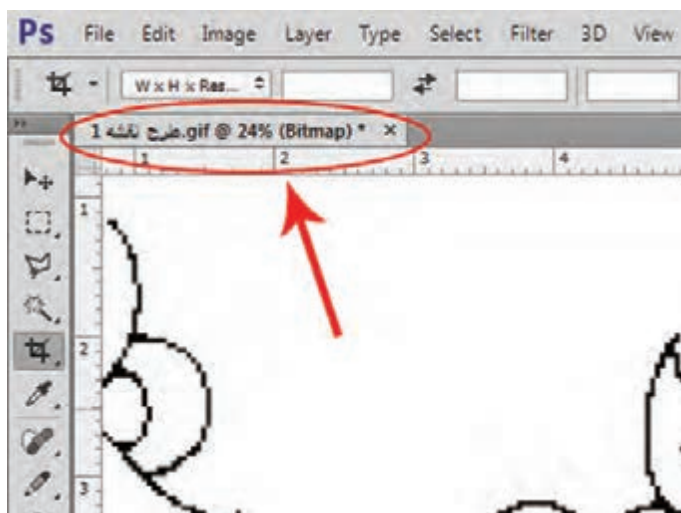 Ps File Edit Image Layer Type Select Filter 3D View
W x H x Res...
طرح نقشه 1.gif @ 24% (Bitmap) * ×
1 2 3 4
1
2
3